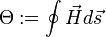 Θ := ∮ H⃗ds⃗